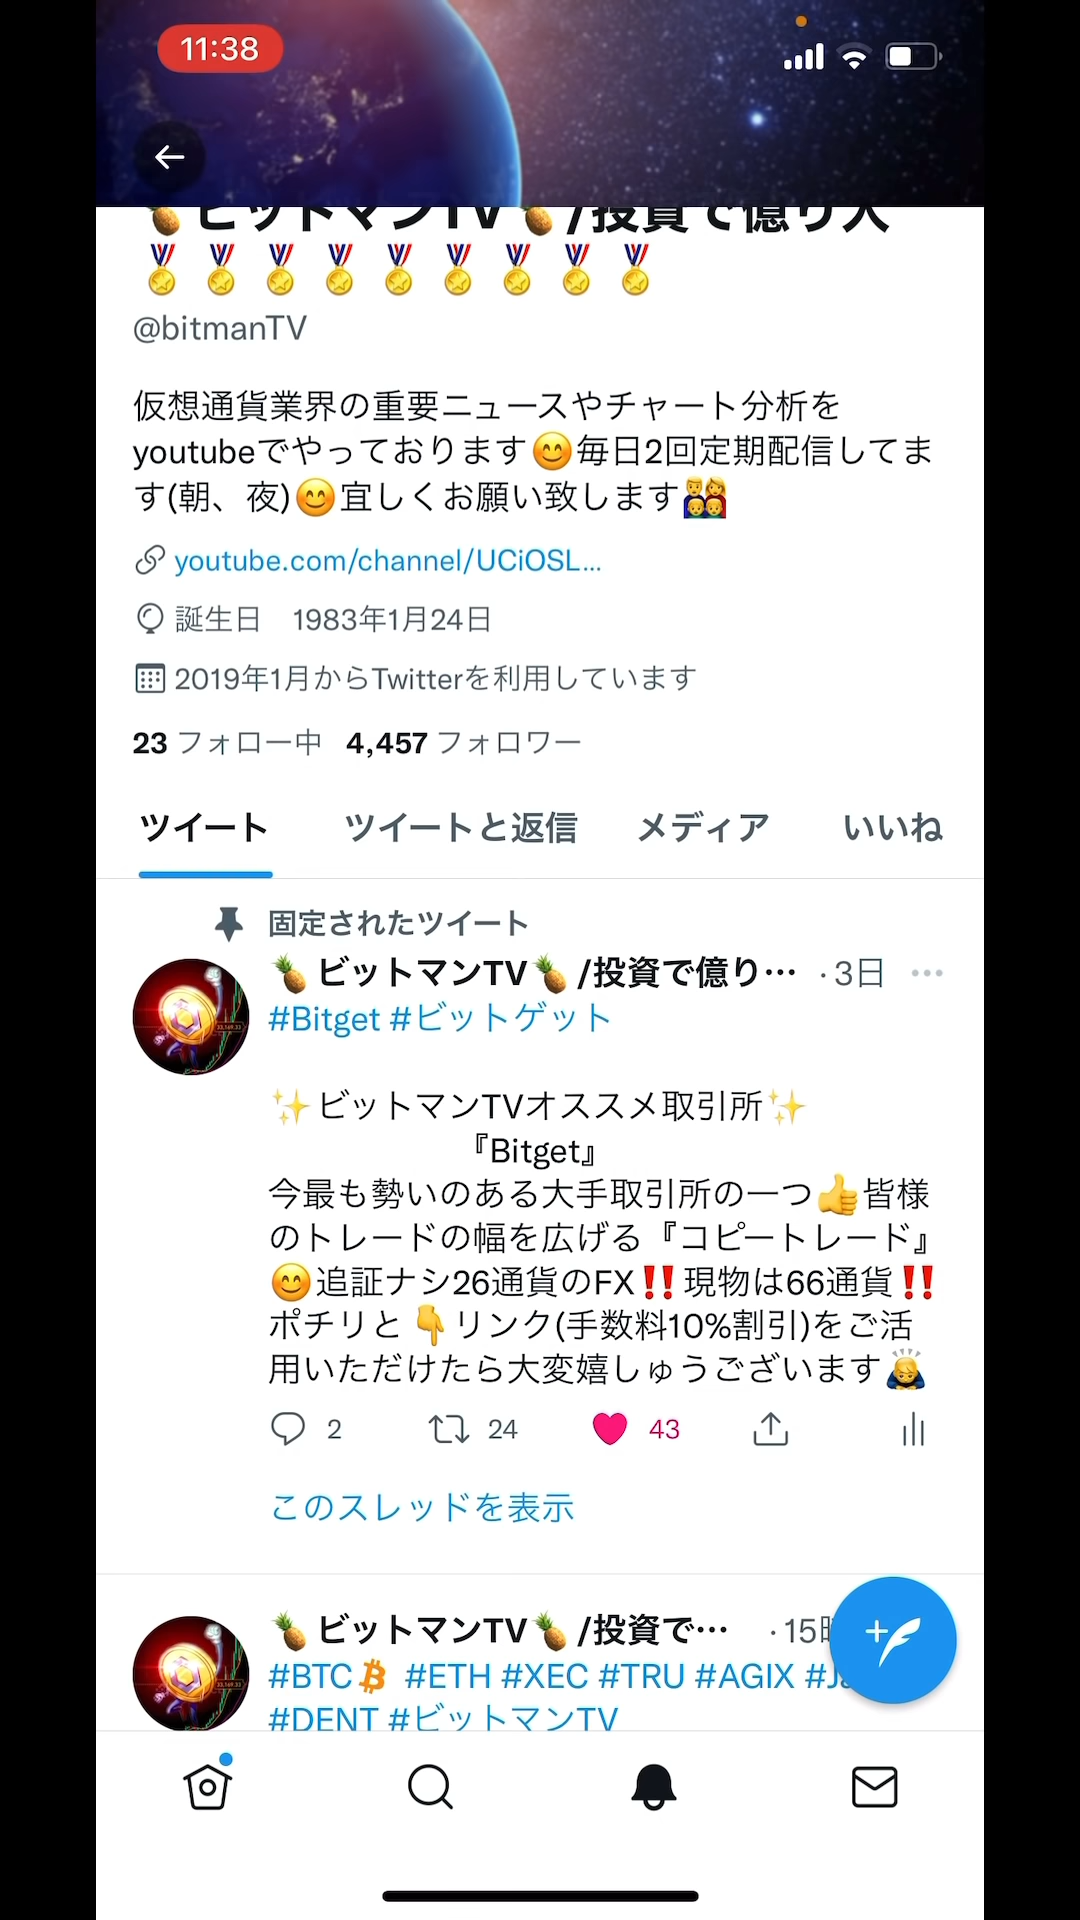 11:38
🍍ビットマンTV🍍/投資で億り人
🏅🏅🏅🏅🏅🏅🏅🏅🏅
@bitmanTV
仮想通貨業界の重要ニュースやチャート分析を
youtubeでやっております😊毎日2回定期配信してま
す(朝、夜)😊宜しくお願い致します👨‍👩‍👧‍👦
youtube.com/channel/UCiOSL...
誕生日 1983年1月24日
2019年1月からTwitterを利用しています
23 フォロー中 4,457 フォロワー
ツイート ツイートと返信 メディア いいね
固定されたツイート
🍍ビットマンTV🍍/投資で億り… ・3日
#Bitget #ビットゲット
✨ビットマンTVオススメ取引所✨
『Bitget』
今最も勢いのある大手取引所の一つ👍皆様
のトレードの幅を広げる『コピートレード』
😊追証ナシ26通貨のFX‼️現物は66通貨‼️
ポチリと👇リンク(手数料10%割引)をご活
用いただけたら大変嬉しゅうございます🙇
2 24 43
このスレッドを表示
🍍ビットマンTV🍍/投資で… ・15
#BTC #ETH #XEC #TRU #AGIX
#DENT #ビットマンTV